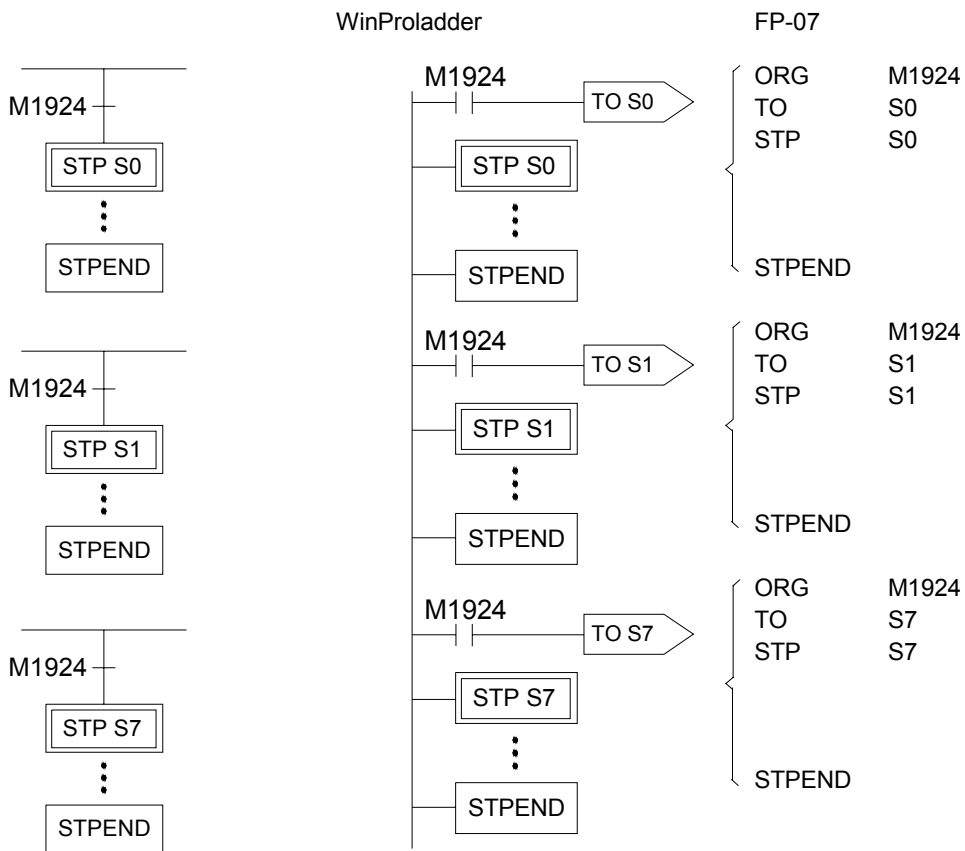 WinProladder
FP-07
M1924
STP S0
STPEND
M1924
TO S0
STP S0
STPEND
ORG M1924
TO S0
STP S0
STPEND
M1924
STP S1
STPEND
M1924
TO S1
STP S1
STPEND
ORG M1924
TO S1
STP S1
STPEND
M1924
STP S7
STPEND
M1924
TO S7
STP S7
STPEND
ORG M1924
TO S7
STP S7
STPEND